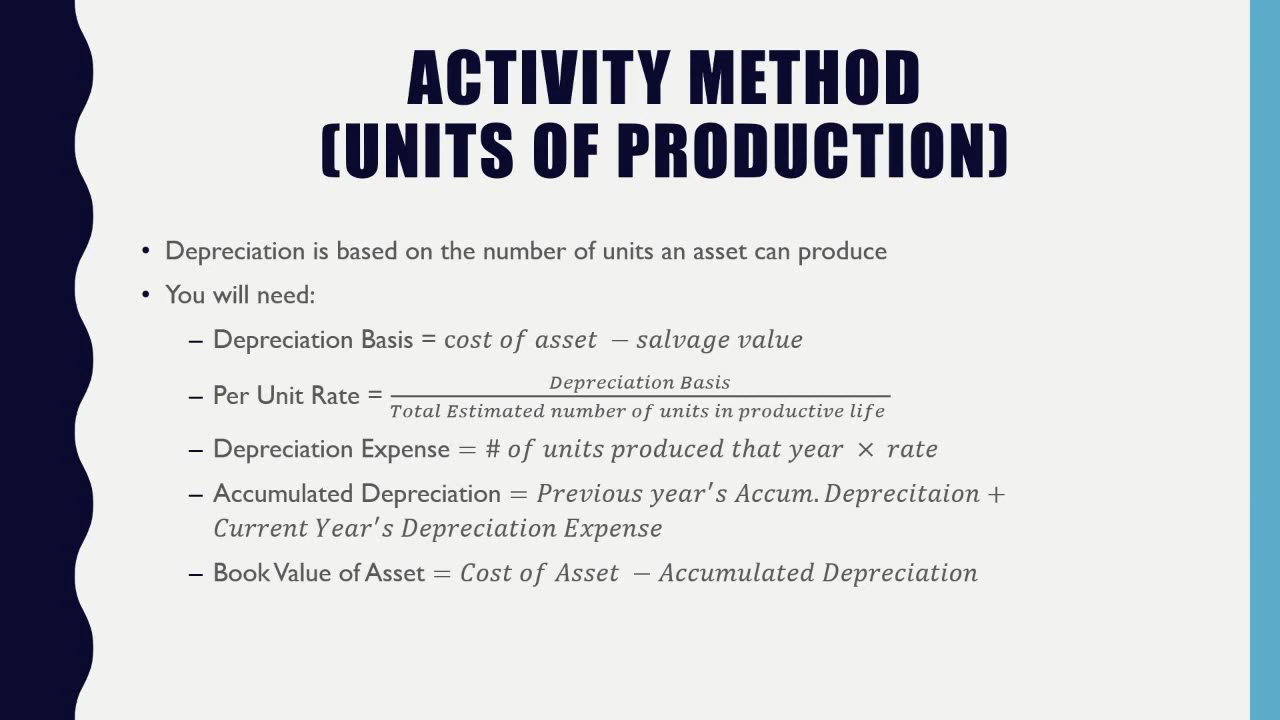 ACTIVITY METHOD
(UNITS OF PRODUCTION)
• Depreciation is based on the number of units an asset can produce
• You will need:
– Depreciation Basis = cost of asset − salvage value
– Per Unit Rate = Depreciation Basis / Total Estimated number of units in productive life
– Depreciation Expense = # of units produced that year × rate
– Accumulated Depreciation = Previous year's Accum. Deprecitaion +
Current Year's Depreciation Expense
– Book Value of Asset = Cost of Asset − Accumulated Depreciation